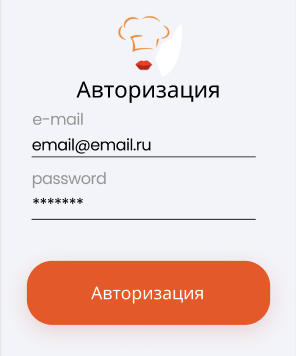 Авторизация
e-mail
email@email.ru
password
*******
Авторизация